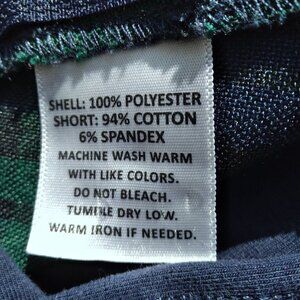 SHELL: 100% POLYESTER
SHORT: 94% COTTON
6% SPANDEX
MACHINE WASH WARM
WITH LIKE COLORS.
DO NOT BLEACH.
TUMBLE DRY LOW.
WARM IRON IF NEEDED.